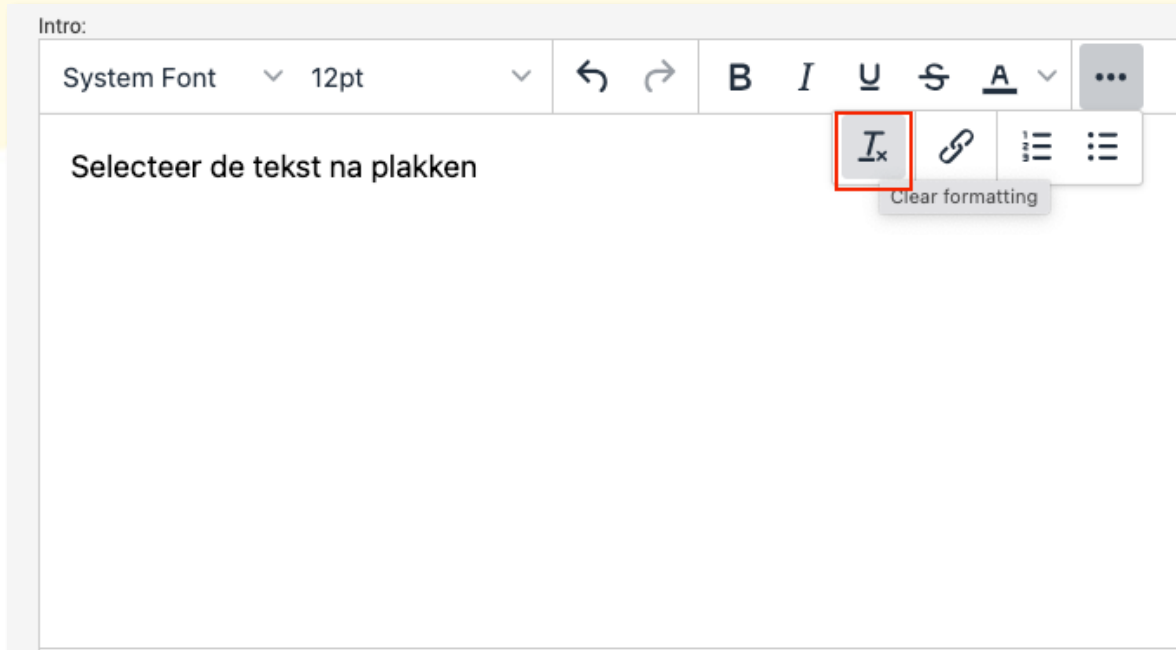 Intro:
System Font 12pt B I U S A ...
Selecteer de tekst na plakken
Clear formatting